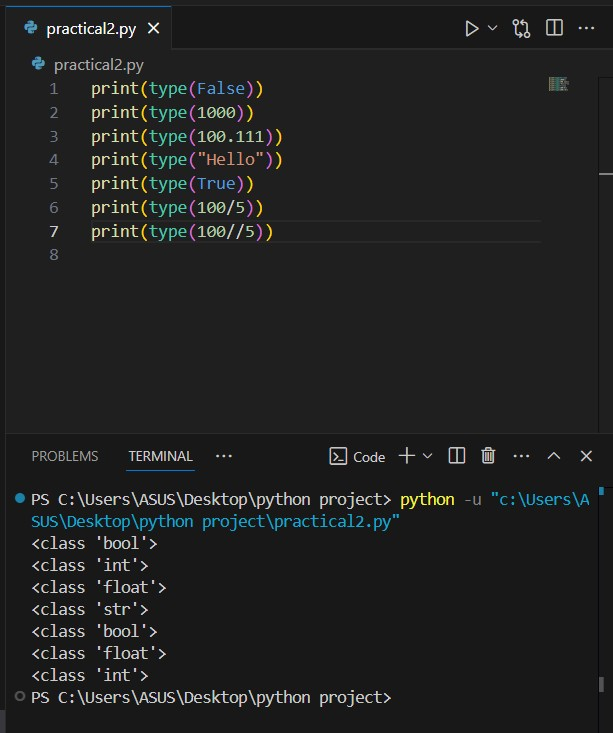 practical2.py
practical2.py
1 print(type(False))
2 print(type(1000))
3 print(type(100.111))
4 print(type("Hello"))
5 print(type(True))
6 print(type(100/5))
7 print(type(100//5))
8
PROBLEMS TERMINAL ··· Code
PS C:\Users\ASUS\Desktop\python project> python -u "c:\Users\A
SUS\Desktop\python project\practical2.py"
<class 'bool'>
<class 'int'>
<class 'float'>
<class 'str'>
<class 'bool'>
<class 'float'>
<class 'int'>
PS C:\Users\ASUS\Desktop\python project>